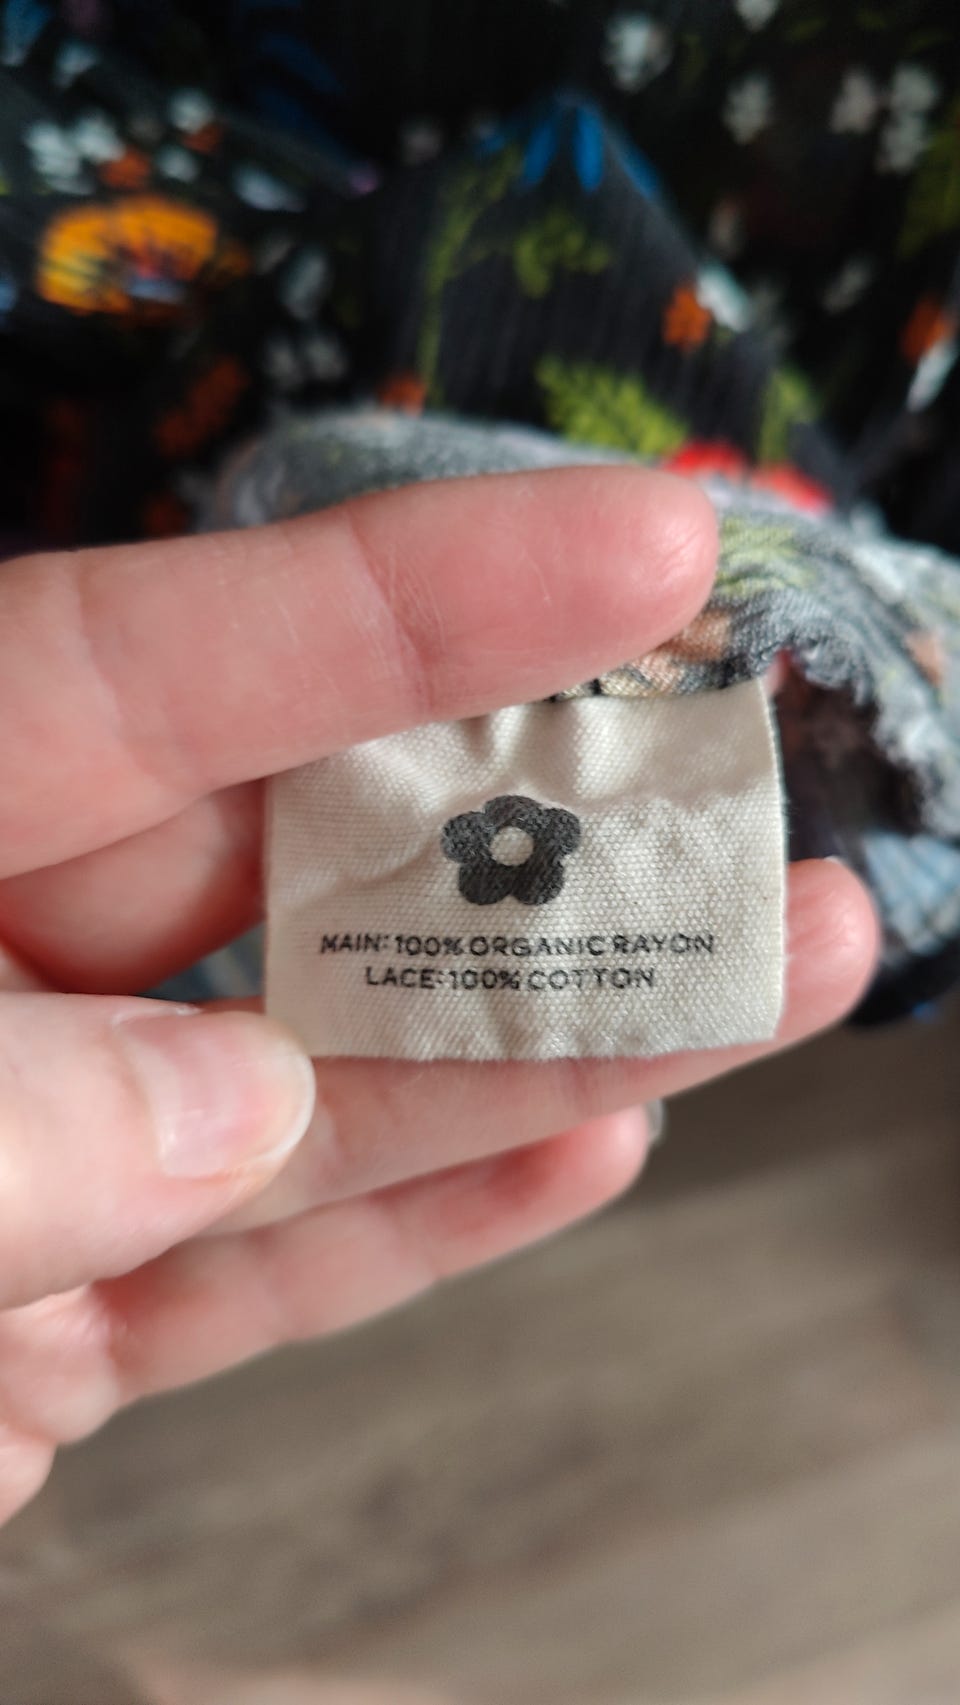 MAIN: 100% ORGANIC RAYON
LACE: 100% COTTON